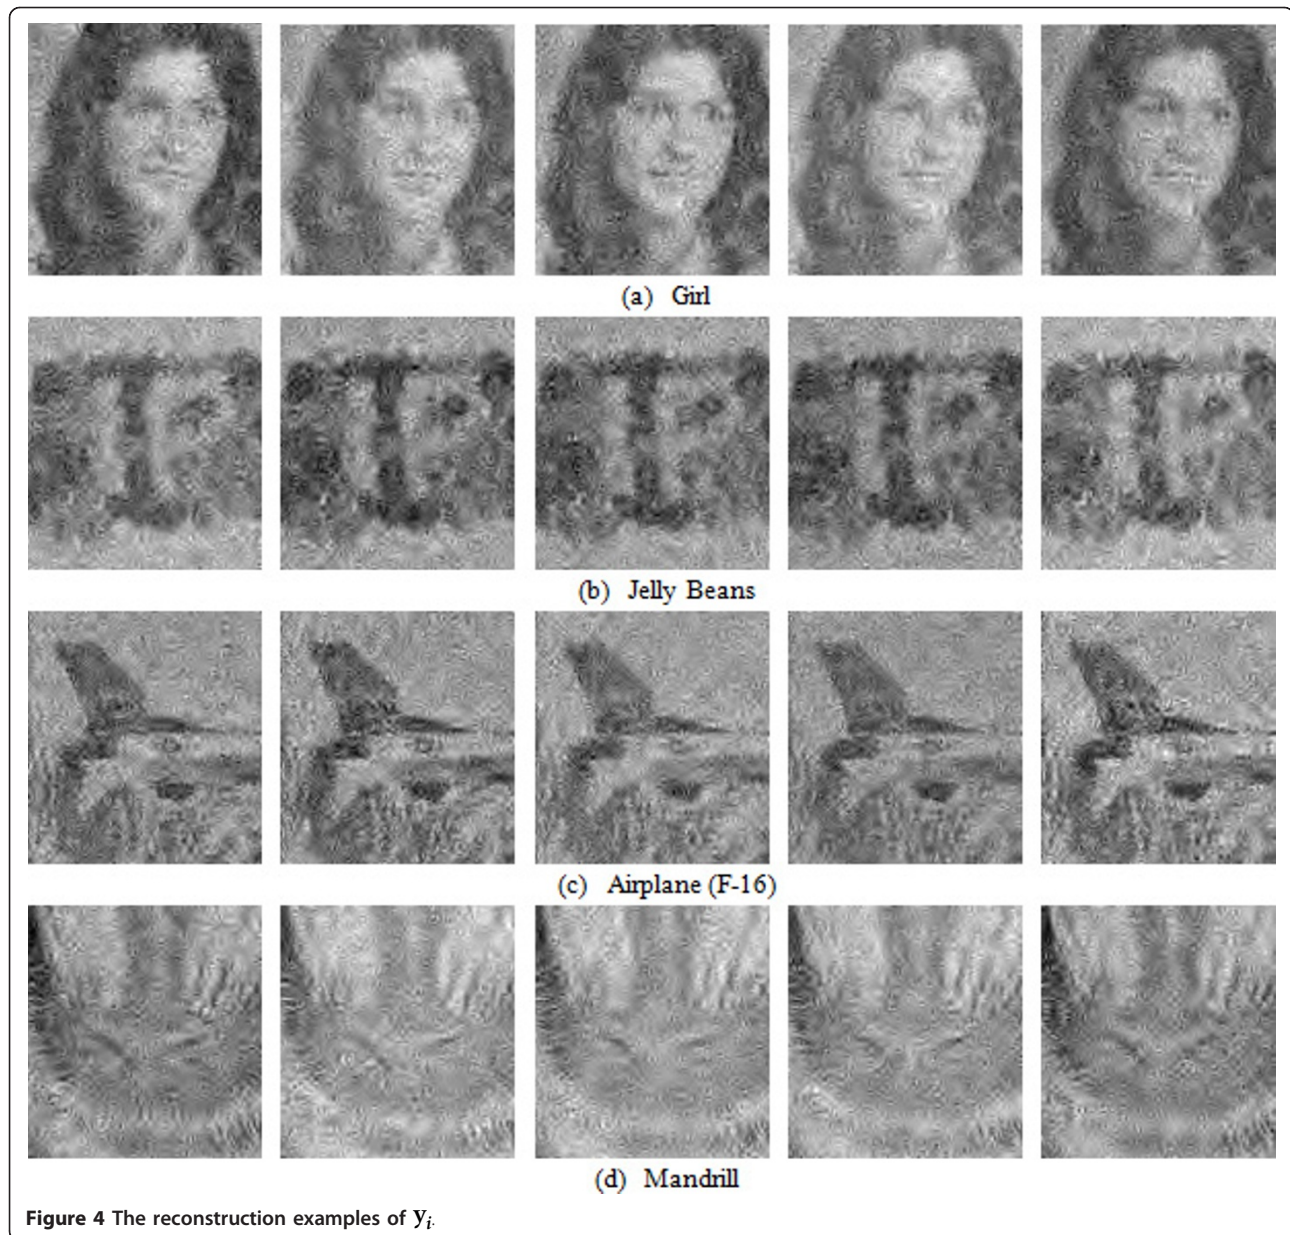 (a) Girl
(b) Jelly Beans
(c) Airplane (F-16)
(d) Mandrill
Figure 4 The reconstruction examples of yᵢ.